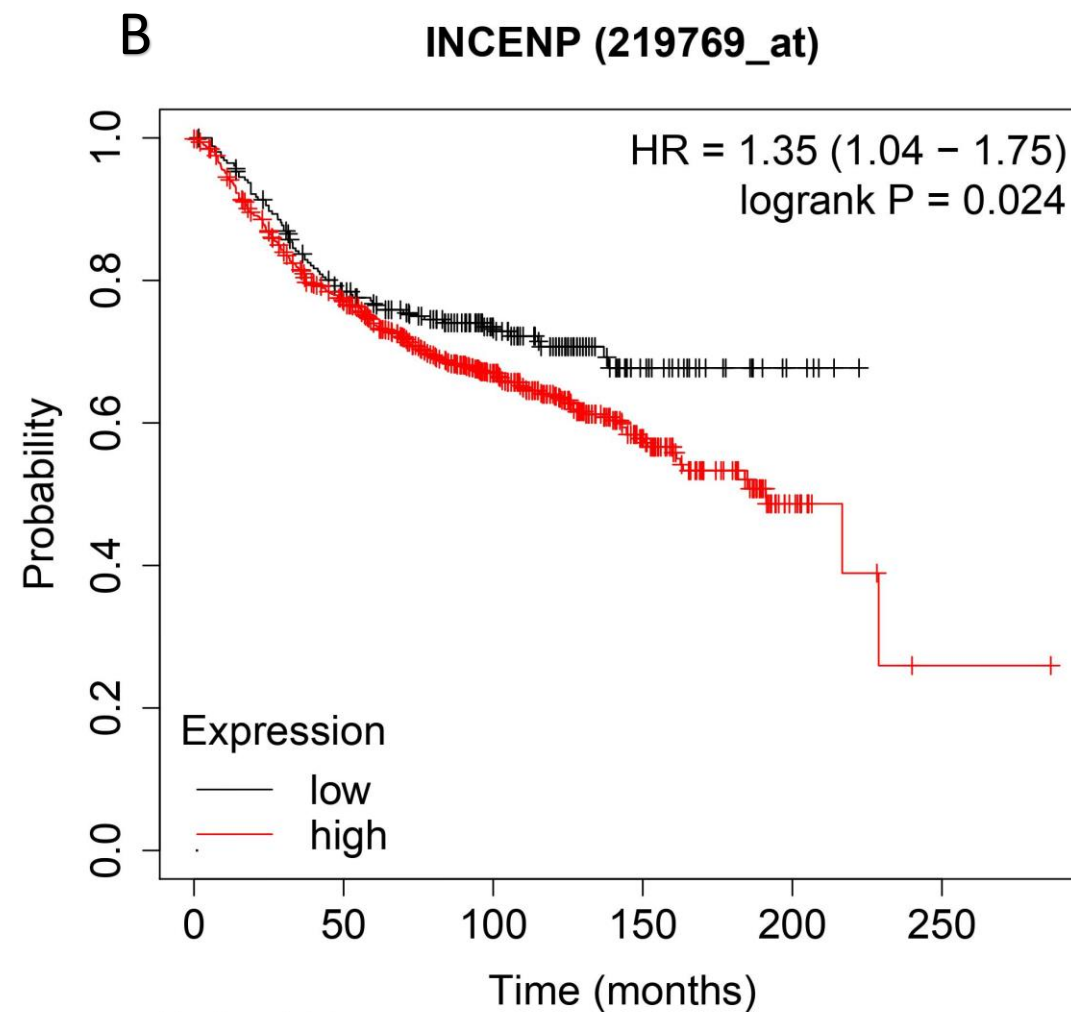 B
INCENP (219769_at)
HR = 1.35 (1.04 − 1.75)
logrank P = 0.024
1.0
0.8
0.6
0.4
0.2
0.0
Probability
Expression
low
high
0 50 100 150 200 250
Time (months)